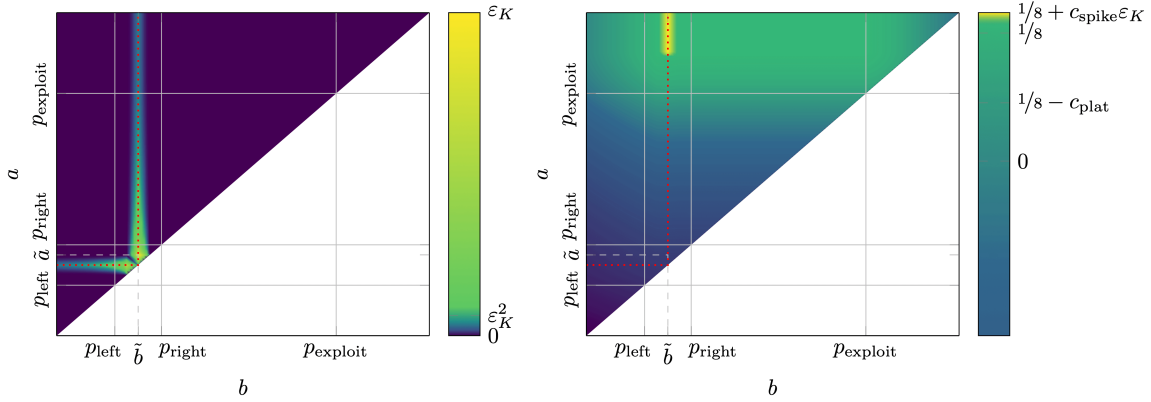 a
p_exploit
p_right
ã
p_left
p_left
b̃
p_right
p_exploit
b
ε_K
ε_K^2
0
a
p_exploit
p_right
ã
p_left
p_left
b̃
p_right
p_exploit
b
1/8 + c_spike ε_K
1/8
1/8 − c_plat
0